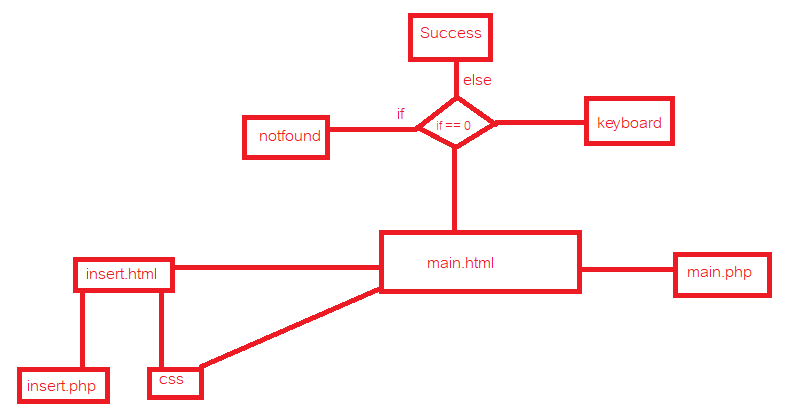 Success
else
if
if == 0
keyboard
notfound
main.html
insert.html
main.php
insert.php
css